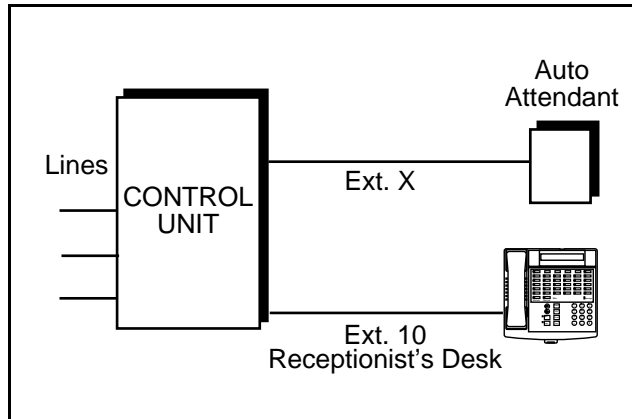 Auto
Attendant
Lines
CONTROL
UNIT
Ext. X
Ext. 10
Receptionist's Desk